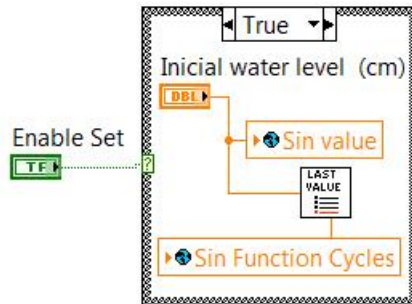 True
Inicial water level (cm)
DBL
Enable Set
TF
?
Sin value
LAST
VALUE
Sin Function Cycles